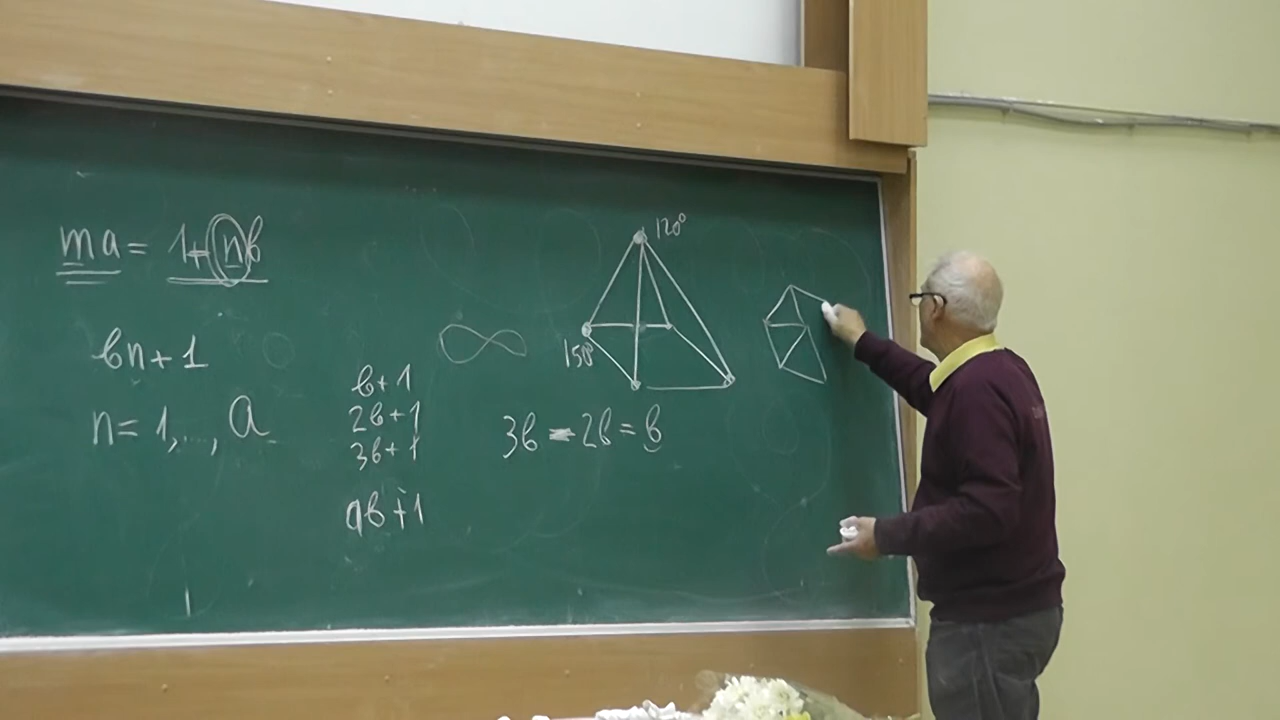 ma = 1+nb
bn+1
n = 1,..., a
b+1
2b+1
3b+1
ab+1
120°
150°
3b - 2b = b